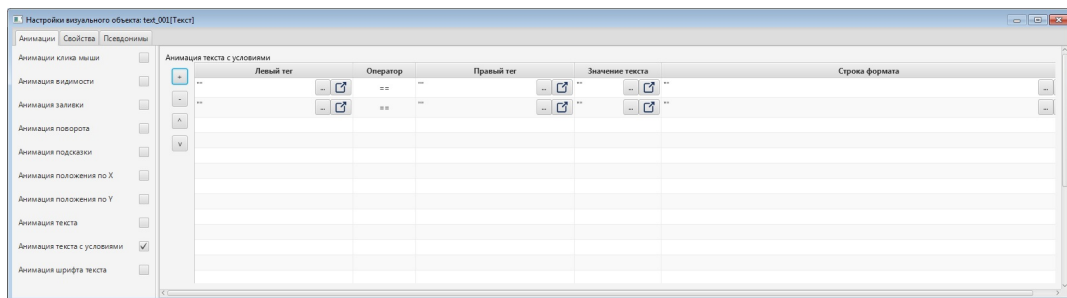 Настройки визуального объекта: text_001[Текст]
Анимации Свойства Псевдонимы
Анимации клика мыши
Анимация видимости
Анимация заливки
Анимация поворота
Анимация подсказки
Анимация положения по X
Анимация положения по Y
Анимация текста
Анимация текста с условиями
Анимация шрифта текста
Анимация текста с условиями
Левый тег Оператор Правый тег Значение текста Строка формата
+ "" ... == "" ... "" ... "" ...
- "" ... == "" ... "" ... "" ...
^
v